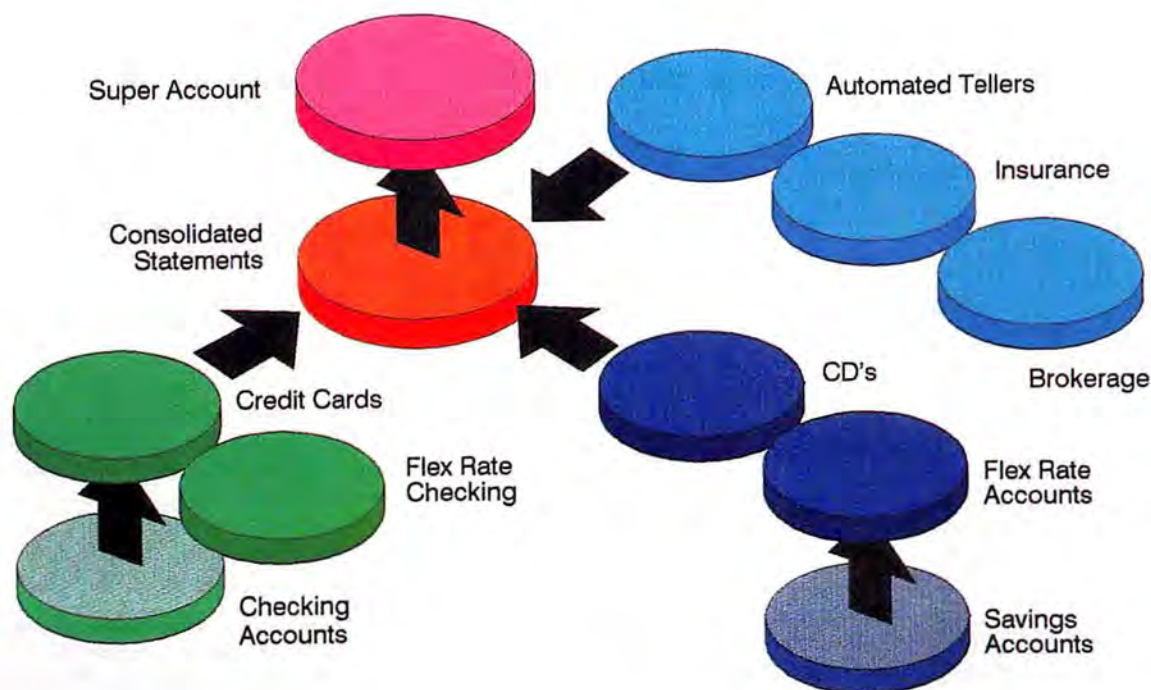 Super Account
Automated Tellers
Insurance
Consolidated
Statements
Brokerage
CD's
Credit Cards
Flex Rate
Checking
Flex Rate
Accounts
Checking
Accounts
Savings
Accounts